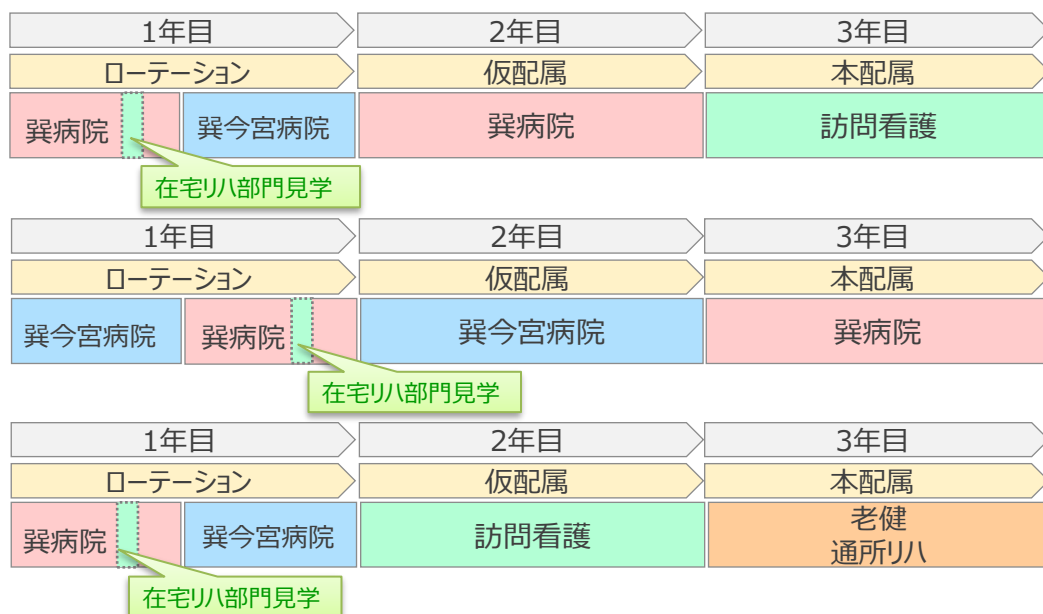 1年目 2年目 3年目
ローテーション 仮配属 本配属
巽病院 巽今宮病院 巽病院 訪問看護
在宅リハ部門見学
1年目 2年目 3年目
ローテーション 仮配属 本配属
巽今宮病院 巽病院 巽今宮病院 巽病院
在宅リハ部門見学
1年目 2年目 3年目
ローテーション 仮配属 本配属
巽病院 巽今宮病院 訪問看護 老健
通所リハ
在宅リハ部門見学